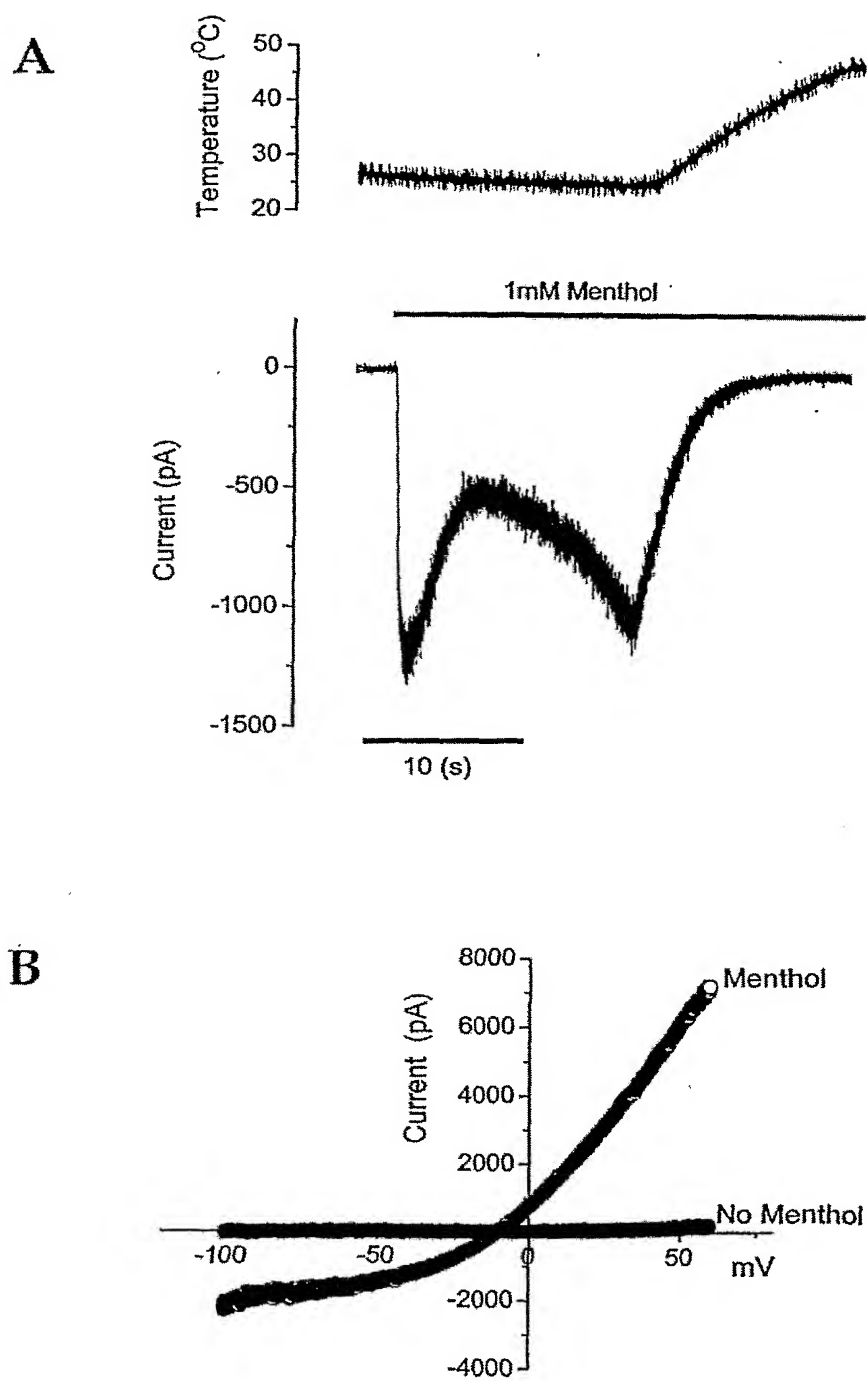 A
Temperature (°C)
50
40
30
20
1mM Menthol
Current (pA)
0
-500
-1000
-1500
10 (s)
B
Current (pA)
8000
6000
4000
2000
-2000
-4000
Menthol
No Menthol
-100
-50
0
50
mV